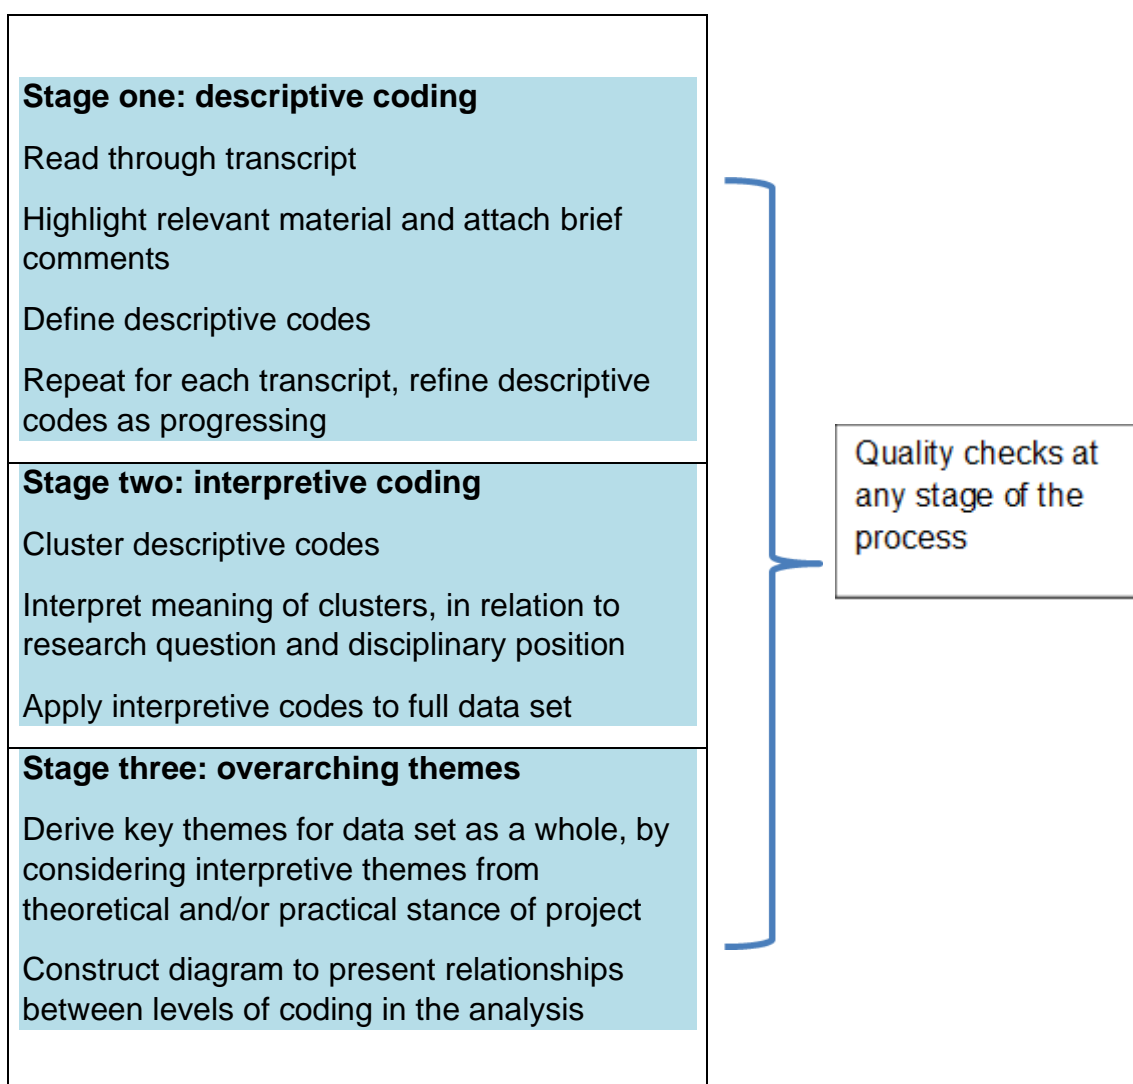 Stage one: descriptive coding
Read through transcript
Highlight relevant material and attach brief
comments
Define descriptive codes
Repeat for each transcript, refine descriptive
codes as progressing
Stage two: interpretive coding
Cluster descriptive codes
Interpret meaning of clusters, in relation to
research question and disciplinary position
Apply interpretive codes to full data set
Stage three: overarching themes
Derive key themes for data set as a whole, by
considering interpretive themes from
theoretical and/or practical stance of project
Construct diagram to present relationships
between levels of coding in the analysis
Quality checks at
any stage of the
process